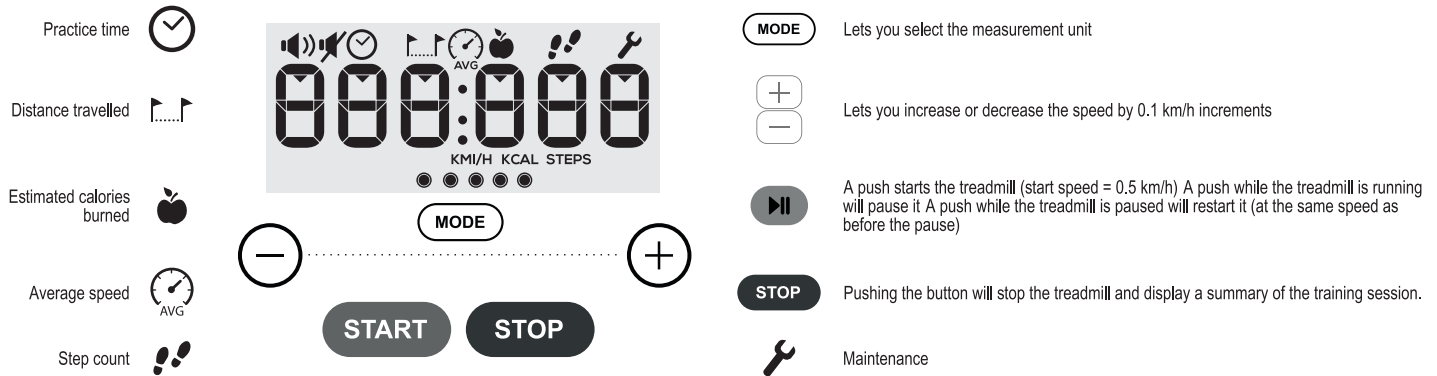 Practice time
Distance travelled
Estimated calories
burned
Average speed
AVG
Step count
AVG
888:888
KMI/H KCAL STEPS
MODE
START STOP
MODE
Lets you select the measurement unit
Lets you increase or decrease the speed by 0.1 km/h increments
A push starts the treadmill (start speed = 0.5 km/h) A push while the treadmill is running
will pause it A push while the treadmill is paused will restart it (at the same speed as
before the pause)
STOP
Pushing the button will stop the treadmill and display a summary of the training session.
Maintenance